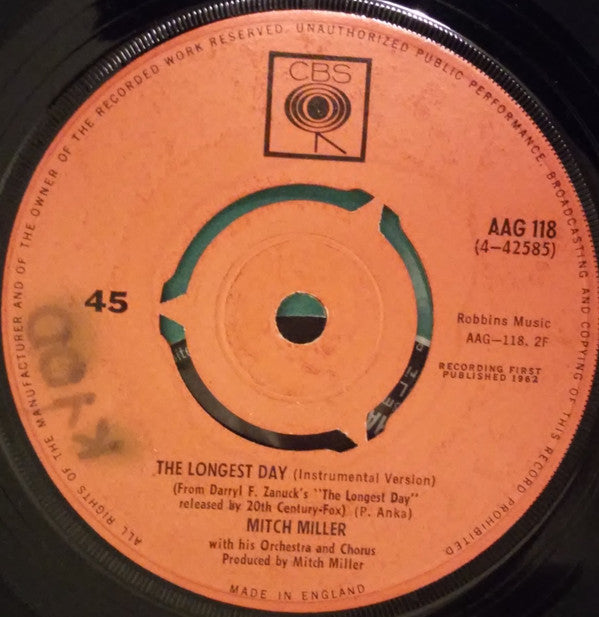 ALL RIGHTS OF THE MANUFACTURER AND OF THE OWNER OF THE RECORDED WORK RESERVED. UNAUTHORIZED PUBLIC PERFORMANCE, BROADCASTING AND COPYING OF THIS RECORD PROHIBITED
CBS
AAG 118
(4-42585)
45
Robbins Music
AAG-118. 2F
RECORDING FIRST
PUBLISHED 1962
THE LONGEST DAY (Instrumental Version)
(From Darryl F. Zanuck's "The Longest Day"
released by 20th Century-Fox) (P. Anka)
MITCH MILLER
with his Orchestra and Chorus
Produced by Mitch Miller
MADE IN ENGLAND